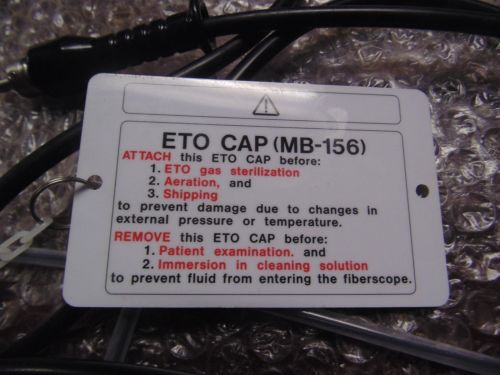 ETO CAP (MB-156)
ATTACH this ETO CAP before:
1. ETO gas sterilization
2. Aeration, and
3. Shipping
to prevent damage due to changes in
external pressure or temperature.
REMOVE this ETO CAP before:
1. Patient examination. and
2. Immersion in cleaning solution
to prevent fluid from entering the fiberscope.